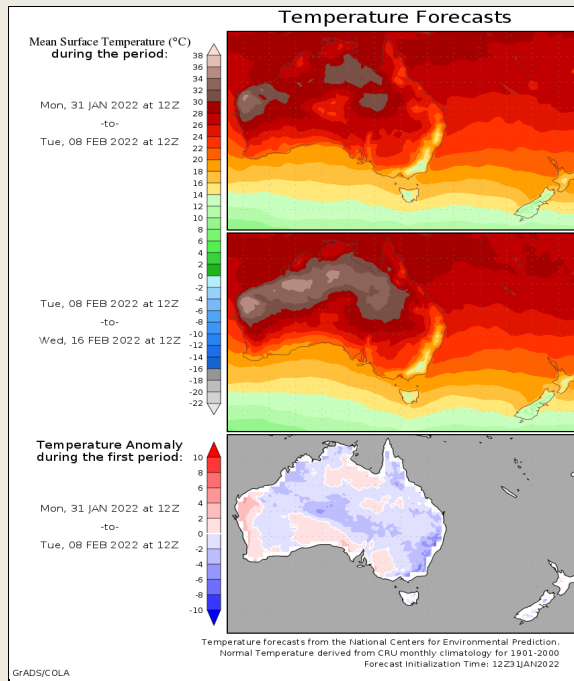 Temperature Forecasts
Mean Surface Temperature (°C)
during the period:
Mon, 31 JAN 2022 at 12Z
-to-
Tue, 08 FEB 2022 at 12Z
38
36
34
32
30
28
26
24
22
20
18
16
14
12
10
8
6
4
2
0
-2
-4
-6
-8
-10
-12
-14
-16
-18
-20
-22
Tue, 08 FEB 2022 at 12Z
-to-
Wed, 16 FEB 2022 at 12Z
Temperature Anomaly
during the first period:
Mon, 31 JAN 2022 at 12Z
-to-
Tue, 08 FEB 2022 at 12Z
10
8
6
4
2
0
-2
-4
-6
-8
-10
Temperature forecasts from the National Centers for Environmental Prediction.
Normal Temperature derived from CRU monthly climatology for 1901-2000
Forecast Initialization Time: 12Z31JAN2022
GrADS/COLA